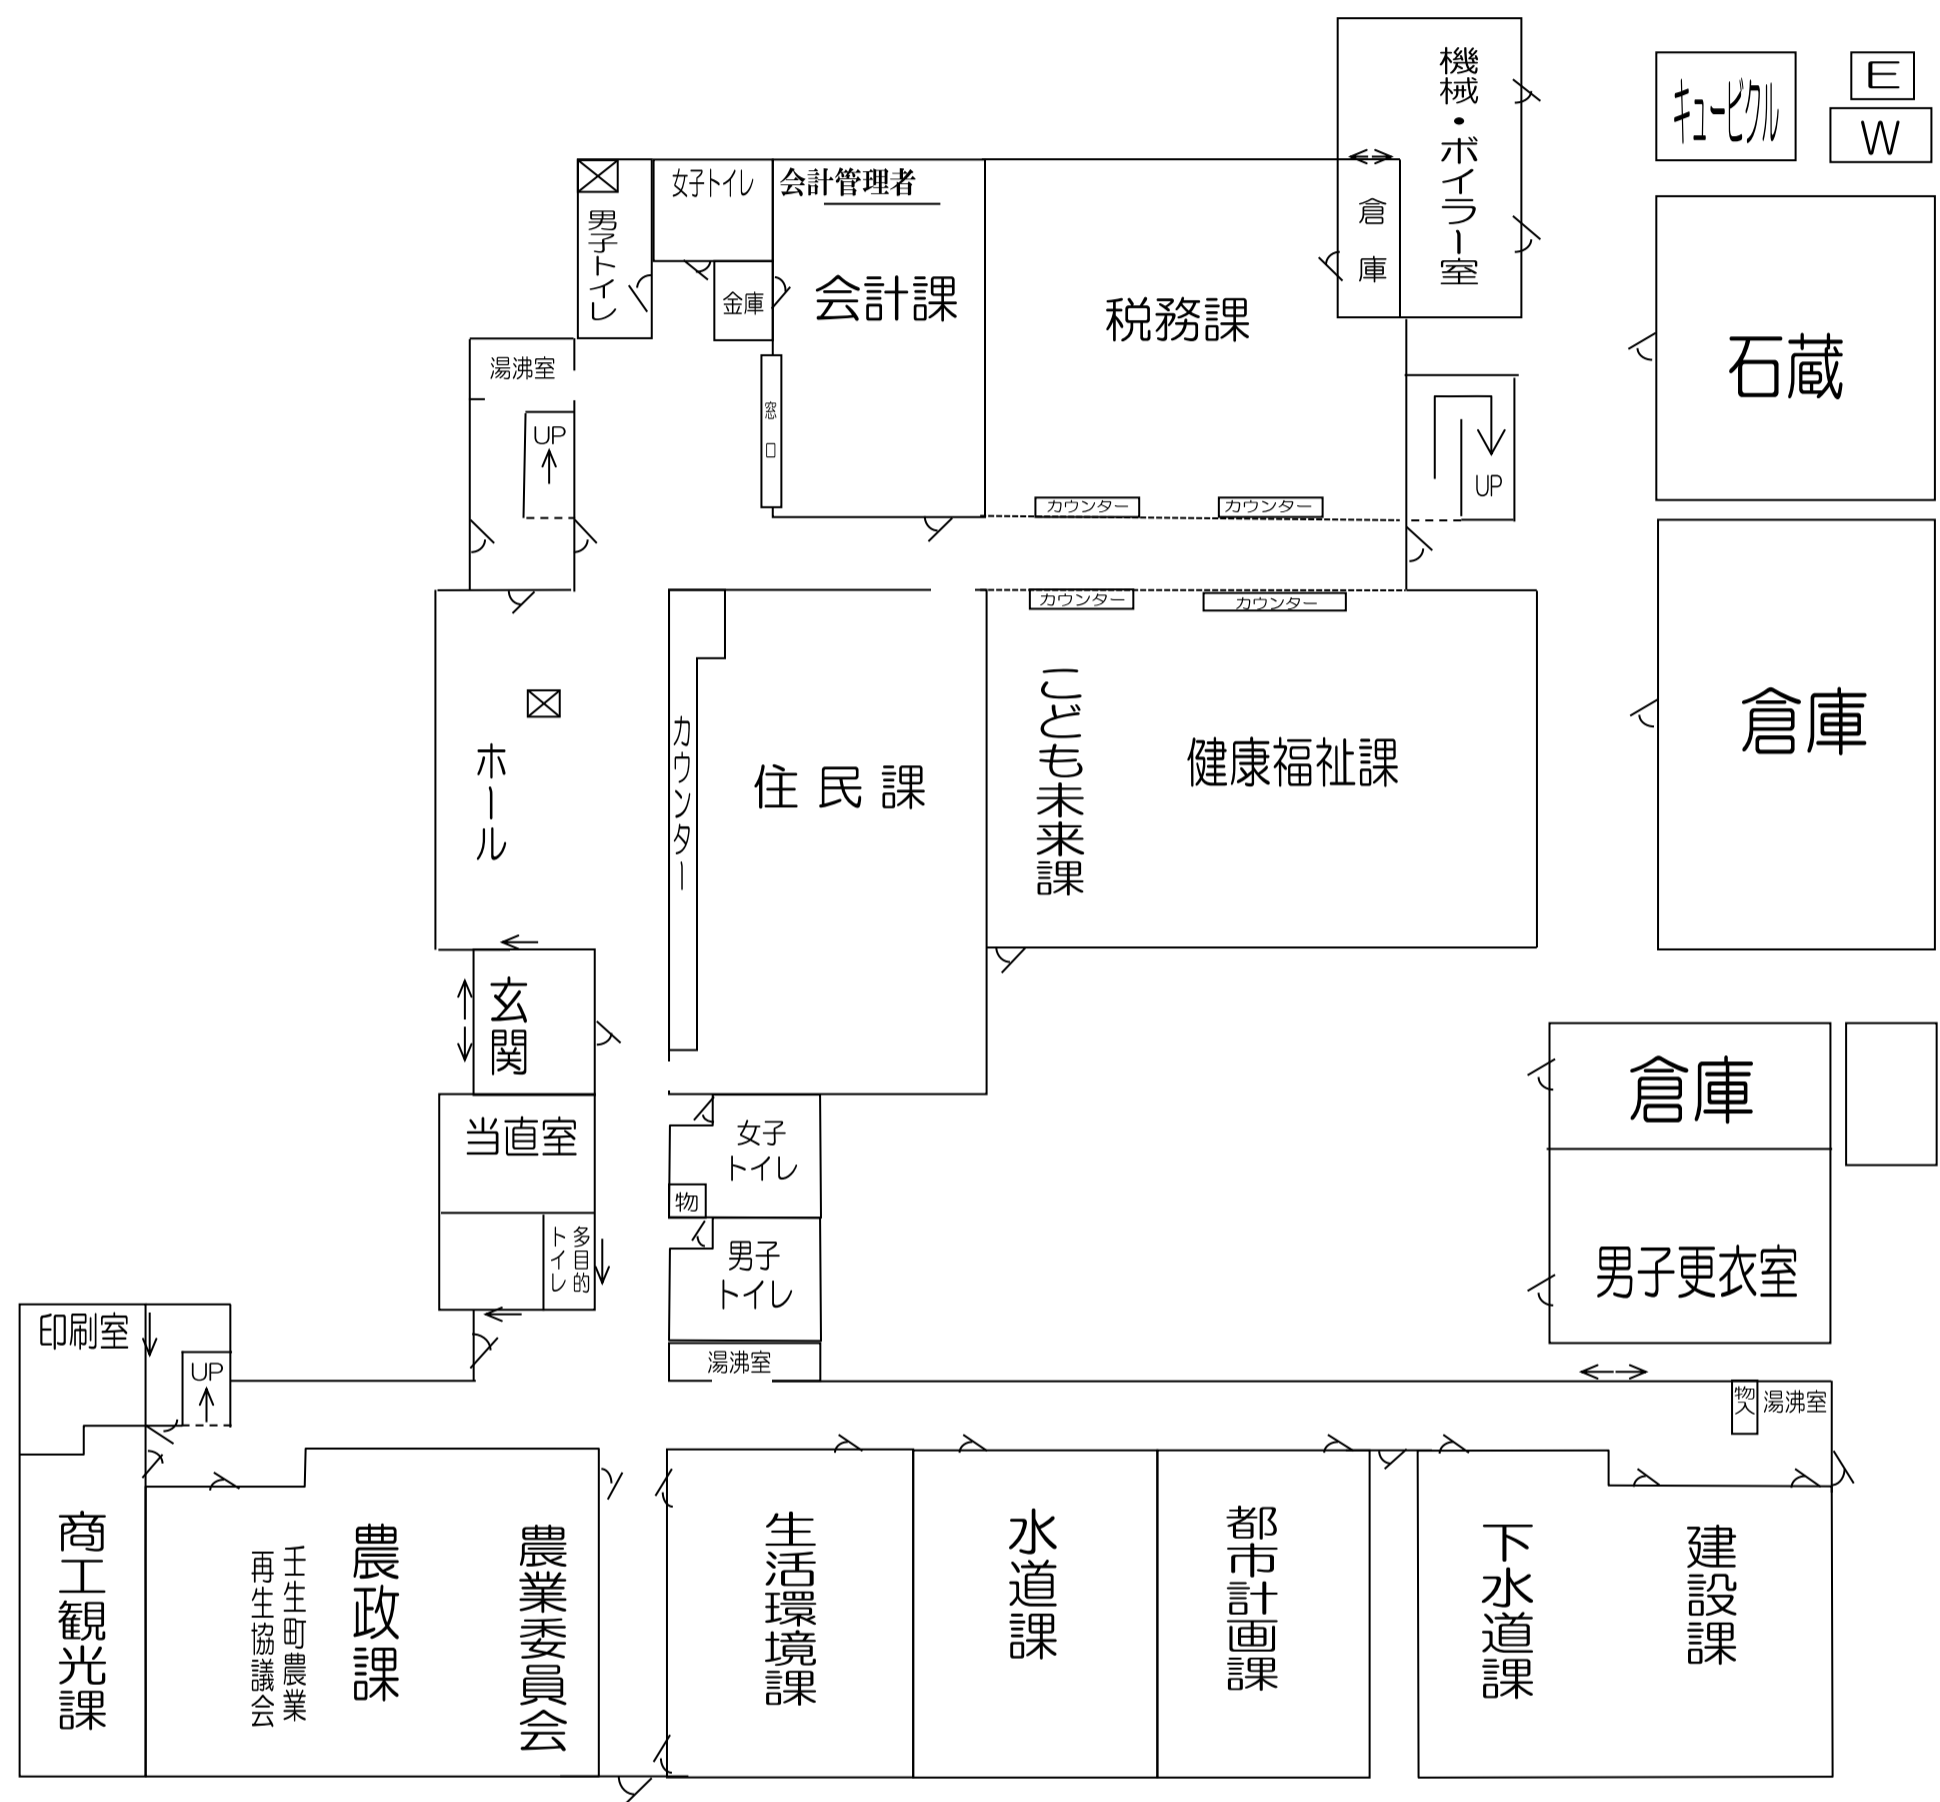 機械・ボイラー室
キュービクル
E
W
女子トイレ
会計管理者
男子トイレ
倉庫
金庫
会計課
税務課
湯沸室
石蔵
窓口
UP
UP
カウンター
カウンター
カウンター
カウンター
こども未来課
健康福祉課
倉庫
ホール
カウンター
住民課
玄関
倉庫
当直室
女子
トイレ
物
男子
トイレ
多目的
トイレ
男子更衣室
印刷室
UP
湯沸室
物入
湯沸室
商工観光課
壬生町農業
再生協議会
農政課
農業委員会
生活環境課
水道課
都市計画課
下水道課
建設課